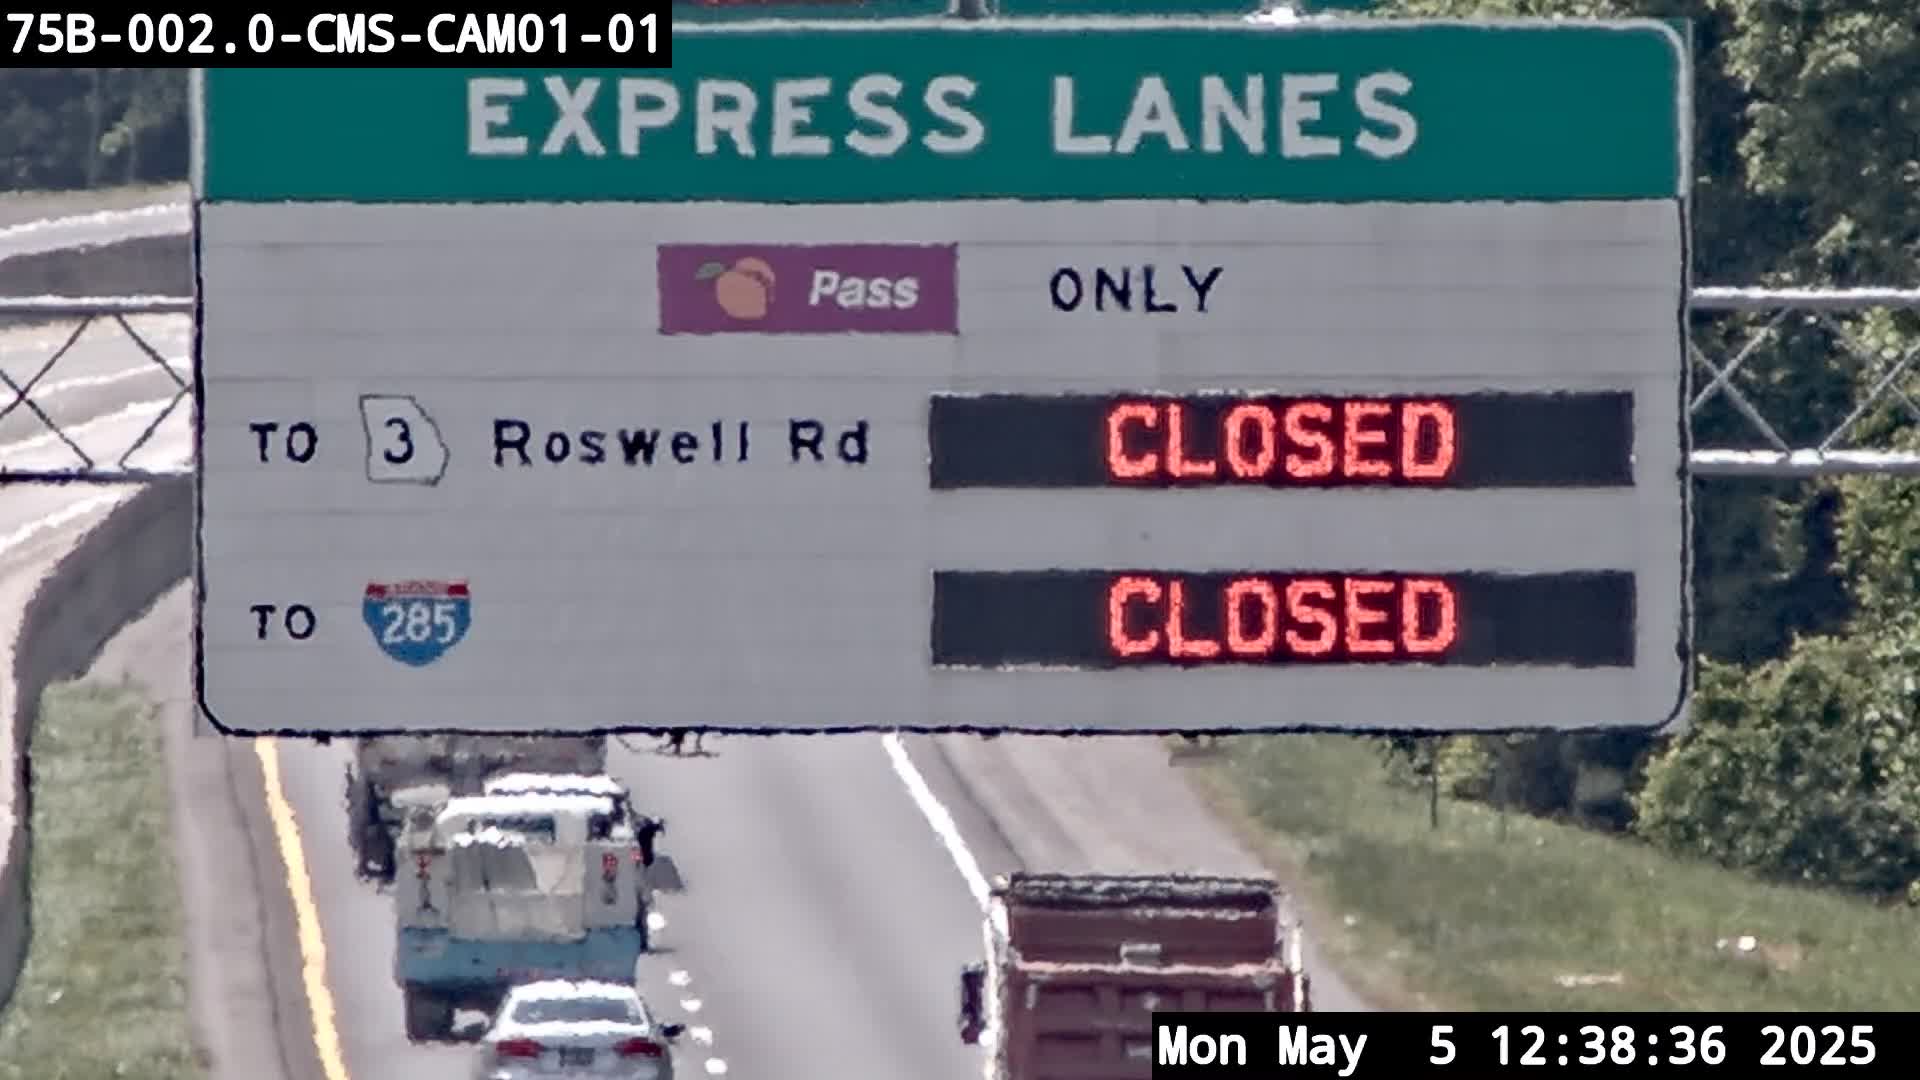 75B-002.0-CMS-CAM01-01
EXPRESS LANES
Pass ONLY
TO 3 Roswell Rd CLOSED
TO 285 CLOSED
Mon May 5 12:38:36 2025